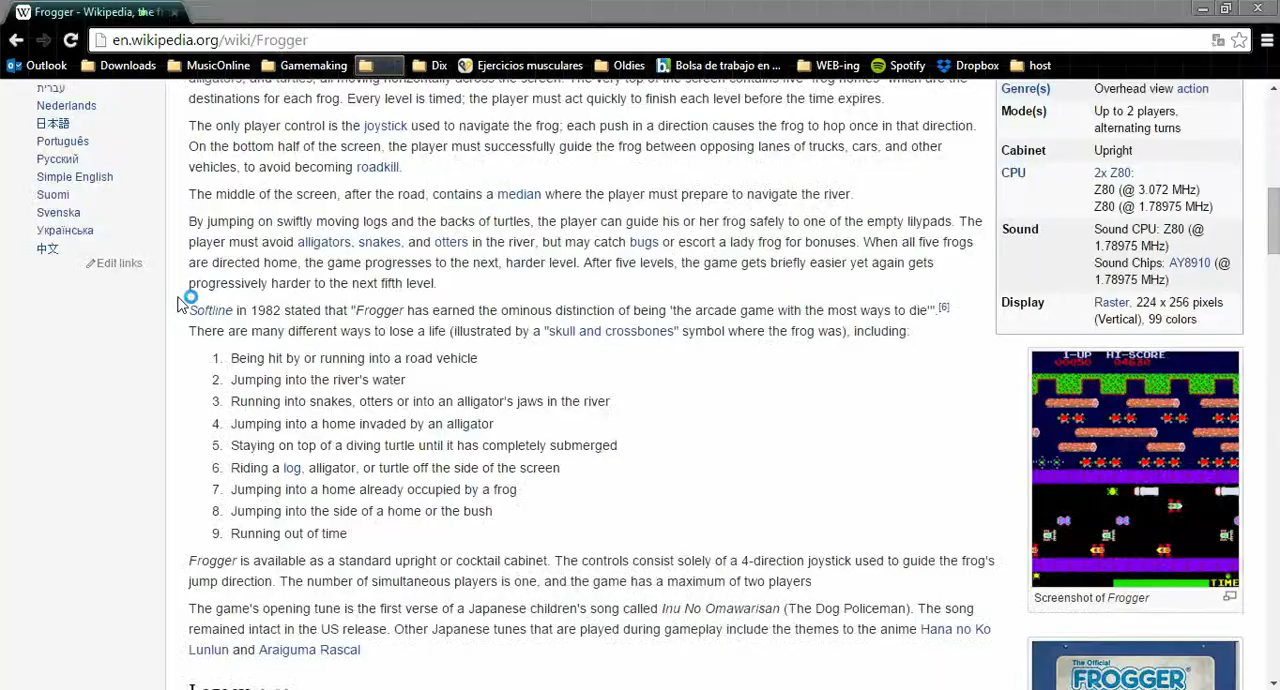 Frogger - Wikipedia, the fr
en.wikipedia.org/wiki/Frogger
Outlook Downloads MusicOnline Gamemaking Dix Ejercicios musculares Oldies Bolsa de trabajo en ... WEB-ing Spotify Dropbox host
עברית
Nederlands
日本語
Português
Русский
Simple English
Suomi
Svenska
Українська
中文
Edit links
destinations for each frog. Every level is timed; the player must act quickly to finish each level before the time expires.
The only player control is the joystick used to navigate the frog; each push in a direction causes the frog to hop once in that direction.
On the bottom half of the screen, the player must successfully guide the frog between opposing lanes of trucks, cars, and other
vehicles, to avoid becoming roadkill.
The middle of the screen, after the road, contains a median where the player must prepare to navigate the river.
By jumping on swiftly moving logs and the backs of turtles, the player can guide his or her frog safely to one of the empty lilypads. The
player must avoid alligators, snakes, and otters in the river, but may catch bugs or escort a lady frog for bonuses. When all five frogs
are directed home, the game progresses to the next, harder level. After five levels, the game gets briefly easier yet again gets
progressively harder to the next fifth level.
Softline in 1982 stated that "Frogger has earned the ominous distinction of being 'the arcade game with the most ways to die'".[6]
There are many different ways to lose a life (illustrated by a "skull and crossbones" symbol where the frog was), including:
1. Being hit by or running into a road vehicle
2. Jumping into the river's water
3. Running into snakes, otters or into an alligator's jaws in the river
4. Jumping into a home invaded by an alligator
5. Staying on top of a diving turtle until it has completely submerged
6. Riding a log, alligator, or turtle off the side of the screen
7. Jumping into a home already occupied by a frog
8. Jumping into the side of a home or the bush
9. Running out of time
Frogger is available as a standard upright or cocktail cabinet. The controls consist solely of a 4-direction joystick used to guide the frog's
jump direction. The number of simultaneous players is one, and the game has a maximum of two players
The game's opening tune is the first verse of a Japanese children's song called Inu No Omawarisan (The Dog Policeman). The song
remained intact in the US release. Other Japanese tunes that are played during gameplay include the themes to the anime Hana no Ko
Lunlun and Araiguma Rascal
Genre(s) Overhead view action
Mode(s) Up to 2 players,
alternating turns
Cabinet Upright
CPU 2x Z80:
Z80 (@ 3.072 MHz)
Z80 (@ 1.78975 MHz)
Sound Sound CPU: Z80 (@
1.78975 MHz)
Sound Chips: AY8910 (@
1.78975 MHz)
Display Raster, 224 x 256 pixels
(Vertical), 99 colors
1-UP HI-SCORE
00050 04630
TIME
Screenshot of Frogger
The Official
FROGGER